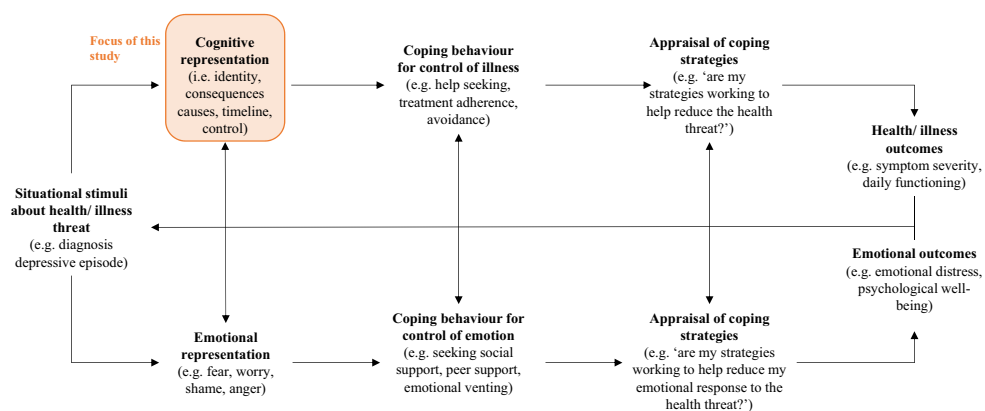 Focus of this
study
Cognitive
representation
(i.e. identity,
consequences
causes, timeline,
control)
Coping behaviour
for control of illness
(e.g. help seeking,
treatment adherence,
avoidance)
Appraisal of coping
strategies
(e.g. ‘are my
strategies working to
help reduce the health
threat?’)
Health/ illness
outcomes
(e.g. symptom severity,
daily functioning)
Situational stimuli
about health/ illness
threat
(e.g. diagnosis
depressive episode)
Emotional outcomes
(e.g. emotional distress,
psychological well-
being)
Emotional
representation
(e.g. fear, worry,
shame, anger)
Coping behaviour for
control of emotion
(e.g. seeking social
support, peer support,
emotional venting)
Appraisal of coping
strategies
(e.g. ‘are my strategies
working to help reduce my
emotional response to the
health threat?’)